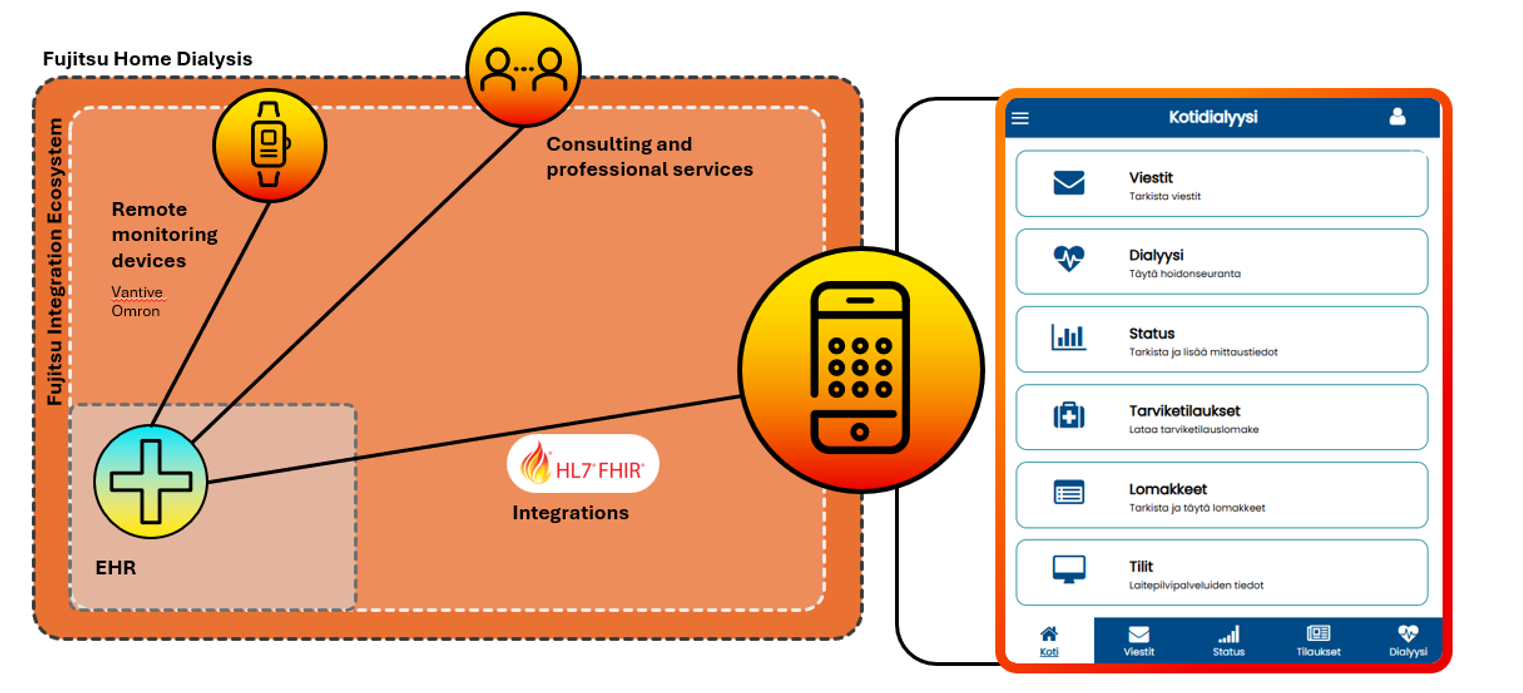 Fujitsu Home Dialysis
Fujitsu Integration Ecosystem
Remote
monitoring
devices
Vantive
Omron
Consulting and
professional services
HL7® FHIR®
Integrations
EHR
Kotidialyysi
Viestit
Tarkista viestit
Dialyysi
Täytä hoidonseuranta
Status
Tarkista ja lisää mittaustiedot
Tarviketilaukset
Lataa tarviketilauslomake
Lomakkeet
Tarkista ja täytä lomakkeet
Tilit
Laitepilvipalveluiden tiedot
Koti
Viestit
Status
Tilaukset
Dialyysi